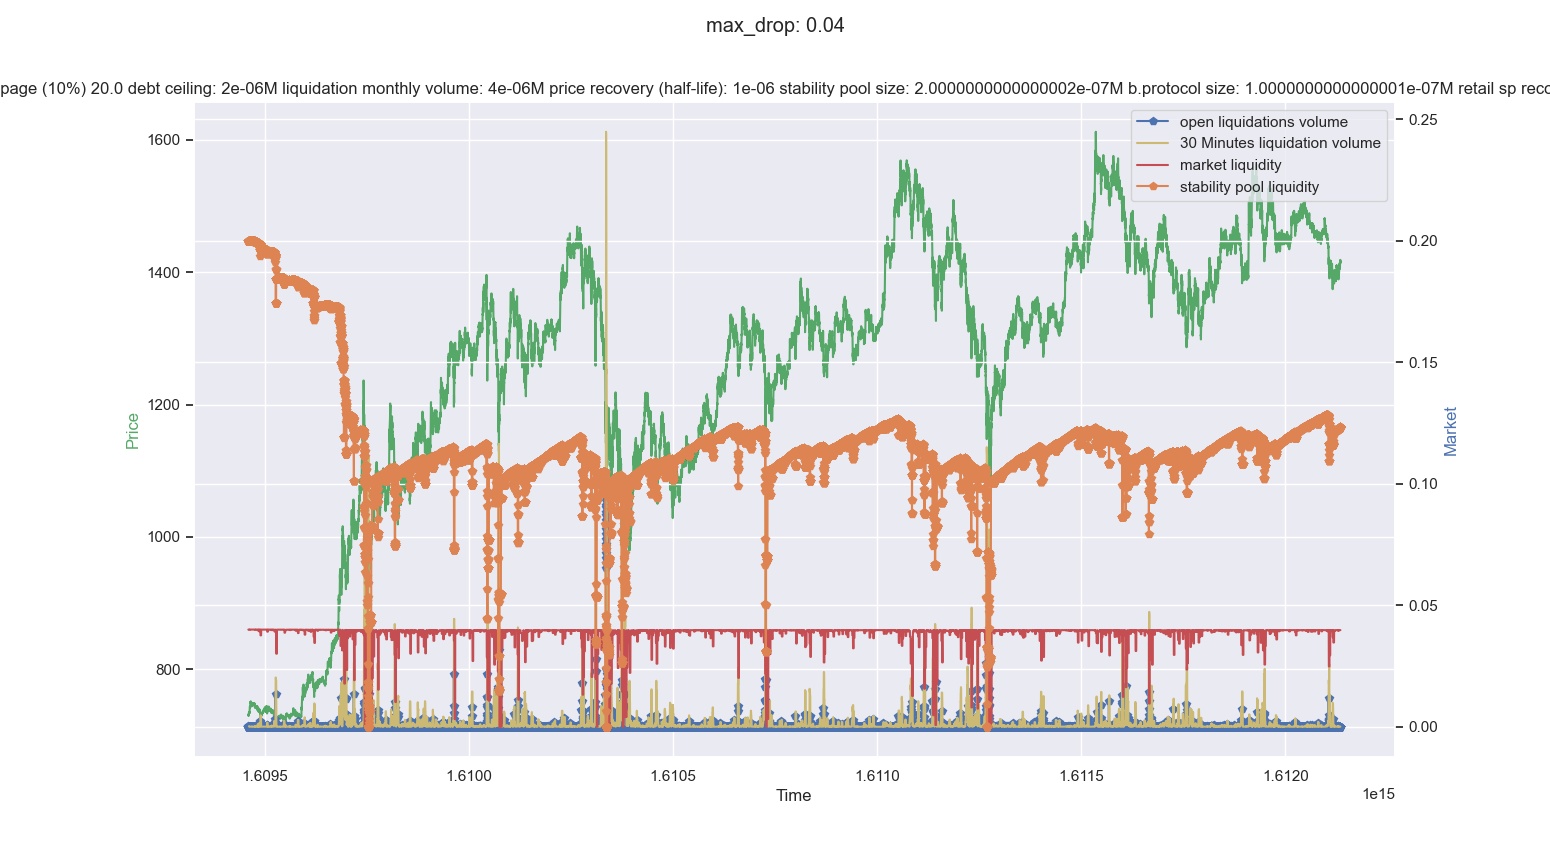 max_drop: 0.04
page (10%) 20.0 debt ceiling: 2e-06M liquidation monthly volume: 4e-06M price recovery (half-life): 1e-06 stability pool size: 2.0000000000000002e-07M b.protocol size: 1.0000000000000001e-07M retail sp reco
open liquidations volume
30 Minutes liquidation volume
market liquidity
stability pool liquidity
1600
1400
1200
1000
800
Price
0.25
0.20
0.15
0.10
0.05
0.00
Market
1.6095 1.6100 1.6105 1.6110 1.6115 1.6120
Time
1e15